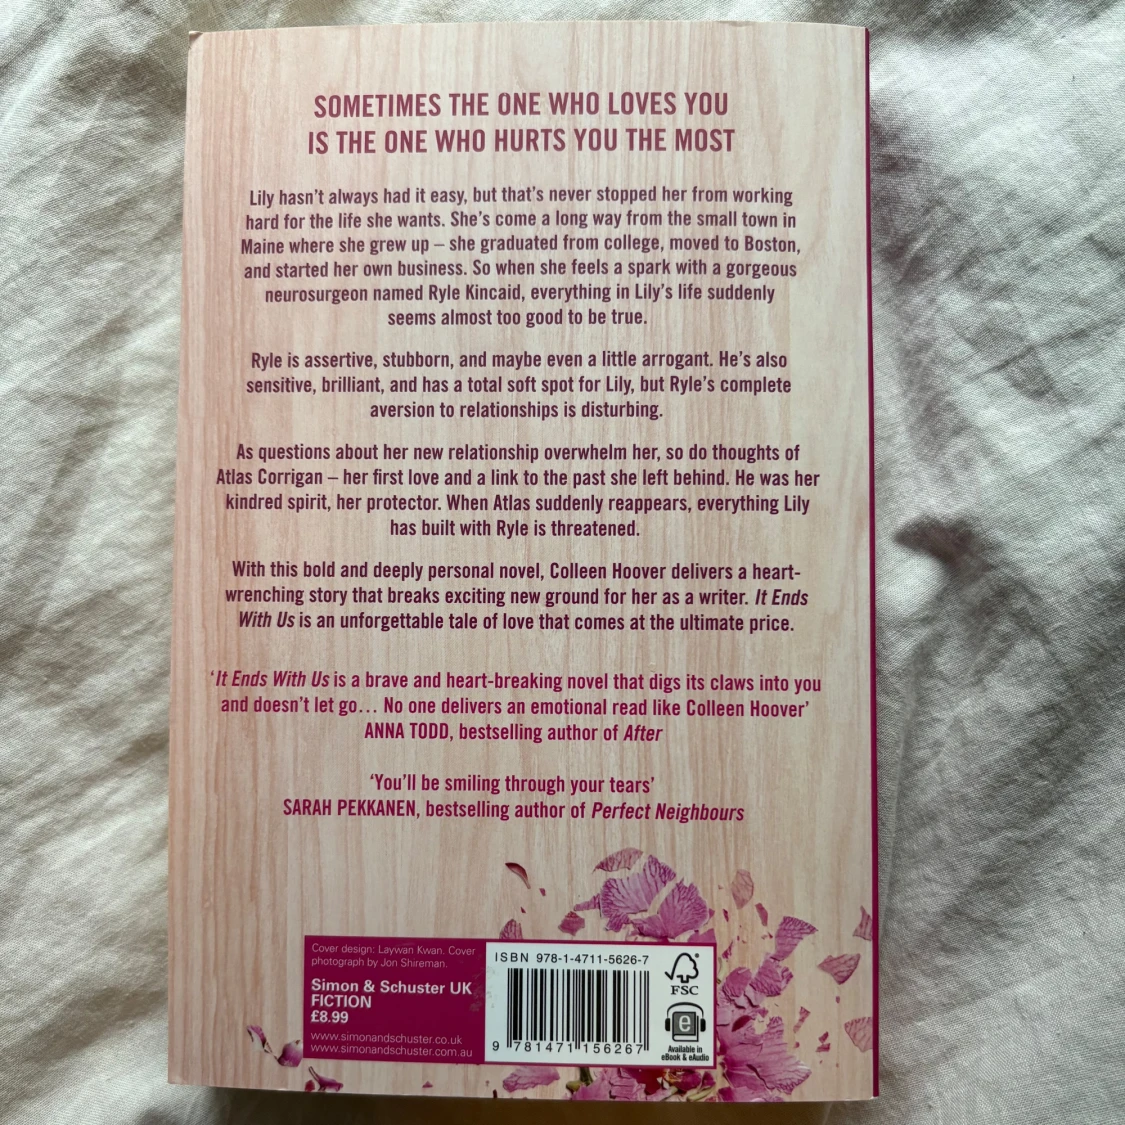 SOMETIMES THE ONE WHO LOVES YOU
IS THE ONE WHO HURTS YOU THE MOST
Lily hasn't always had it easy, but that's never stopped her from working
hard for the life she wants. She's come a long way from the small town in
Maine where she grew up – she graduated from college, moved to Boston,
and started her own business. So when she feels a spark with a gorgeous
neurosurgeon named Ryle Kincaid, everything in Lily's life suddenly
seems almost too good to be true.
Ryle is assertive, stubborn, and maybe even a little arrogant. He's also
sensitive, brilliant, and has a total soft spot for Lily, but Ryle's complete
aversion to relationships is disturbing.
As questions about her new relationship overwhelm her, so do thoughts of
Atlas Corrigan – her first love and a link to the past she left behind. He was her
kindred spirit, her protector. When Atlas suddenly reappears, everything Lily
has built with Ryle is threatened.
With this bold and deeply personal novel, Colleen Hoover delivers a heart-
wrenching story that breaks exciting new ground for her as a writer. It Ends
With Us is an unforgettable tale of love that comes at the ultimate price.
'It Ends With Us is a brave and heart-breaking novel that digs its claws into you
and doesn't let go… No one delivers an emotional read like Colleen Hoover'
ANNA TODD, bestselling author of After
'You'll be smiling through your tears'
SARAH PEKKANEN, bestselling author of Perfect Neighbours
Cover design: Laywan Kwan. Cover
photograph by Jon Shireman.
Simon & Schuster UK
FICTION
£8.99
www.simonandschuster.co.uk
www.simonandschuster.com.au
ISBN 978-1-4711-5626-7
9 781471 156267
FSC
e
Available in
eBook & eAudio